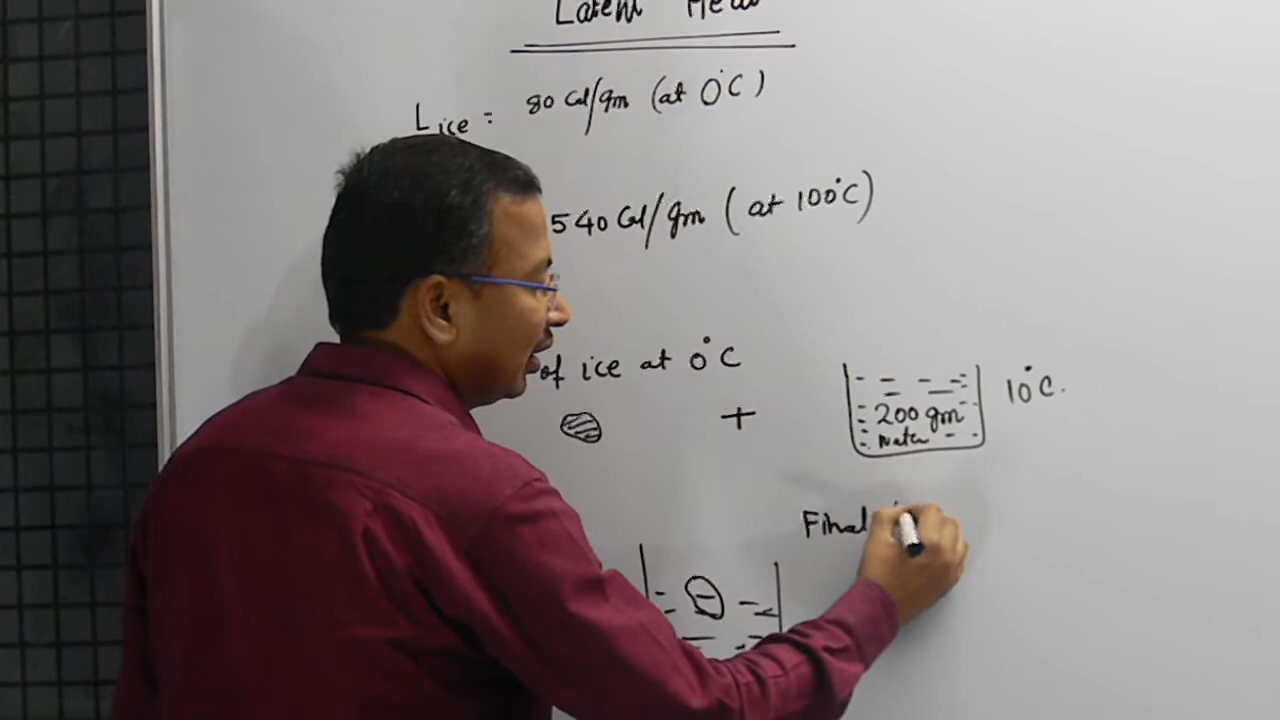 Latent Heat
L ice = 80 Cal/gm (at 0°C)
540 Cal/gm (at 100°C)
of ice at 0°C
+
200 gm
water
10°C.
Final